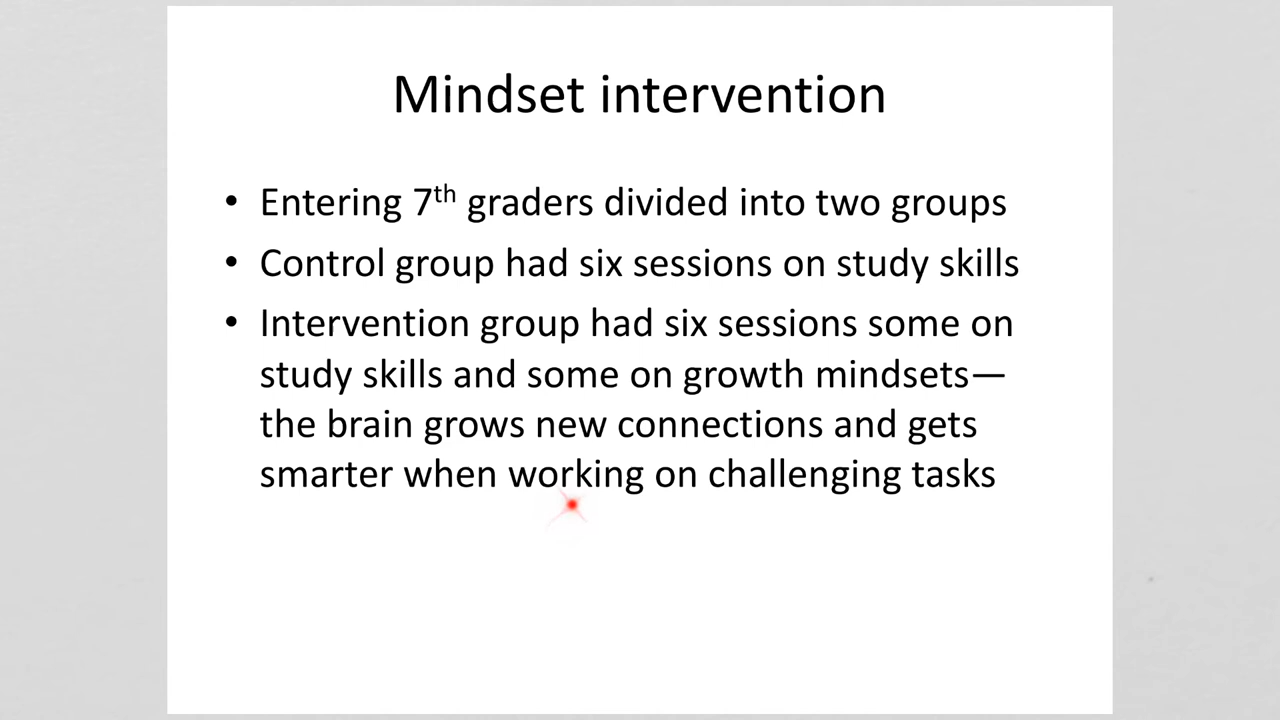 Mindset intervention
• Entering 7th graders divided into two groups
• Control group had six sessions on study skills
• Intervention group had six sessions some on
study skills and some on growth mindsets—
the brain grows new connections and gets
smarter when working on challenging tasks